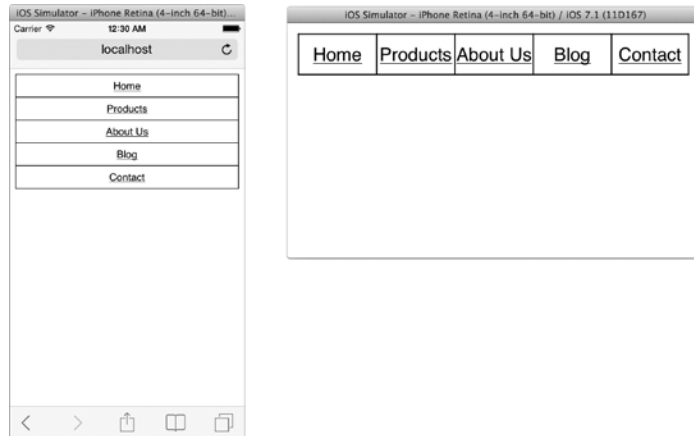 iOS Simulator – iPhone Retina (4-inch 64-bit)...
Carrier 12:30 AM
localhost
Home
Products
About Us
Blog
Contact
iOS Simulator – iPhone Retina (4-inch 64-bit) / iOS 7.1 (11D167)
Home Products About Us Blog Contact